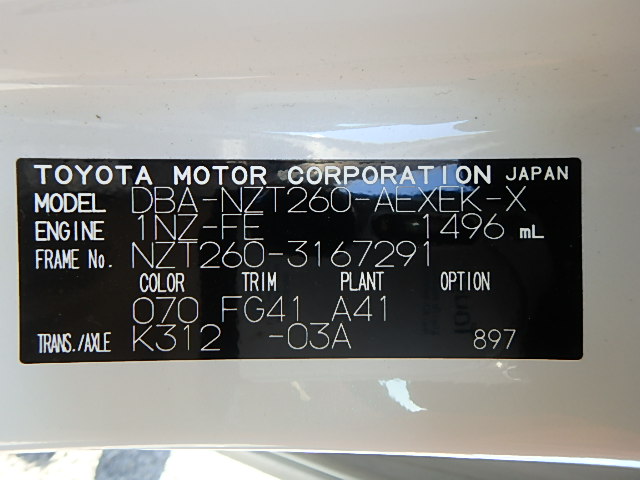 TOYOTA MOTOR CORPORATION JAPAN
MODEL DBA-NZT260-AEXEK-X
ENGINE 1NZ-FE 1496 mL
FRAME No. NZT260-3167291
COLOR TRIM PLANT OPTION
070 FG41 A41
TRANS./AXLE K312 -03A 897